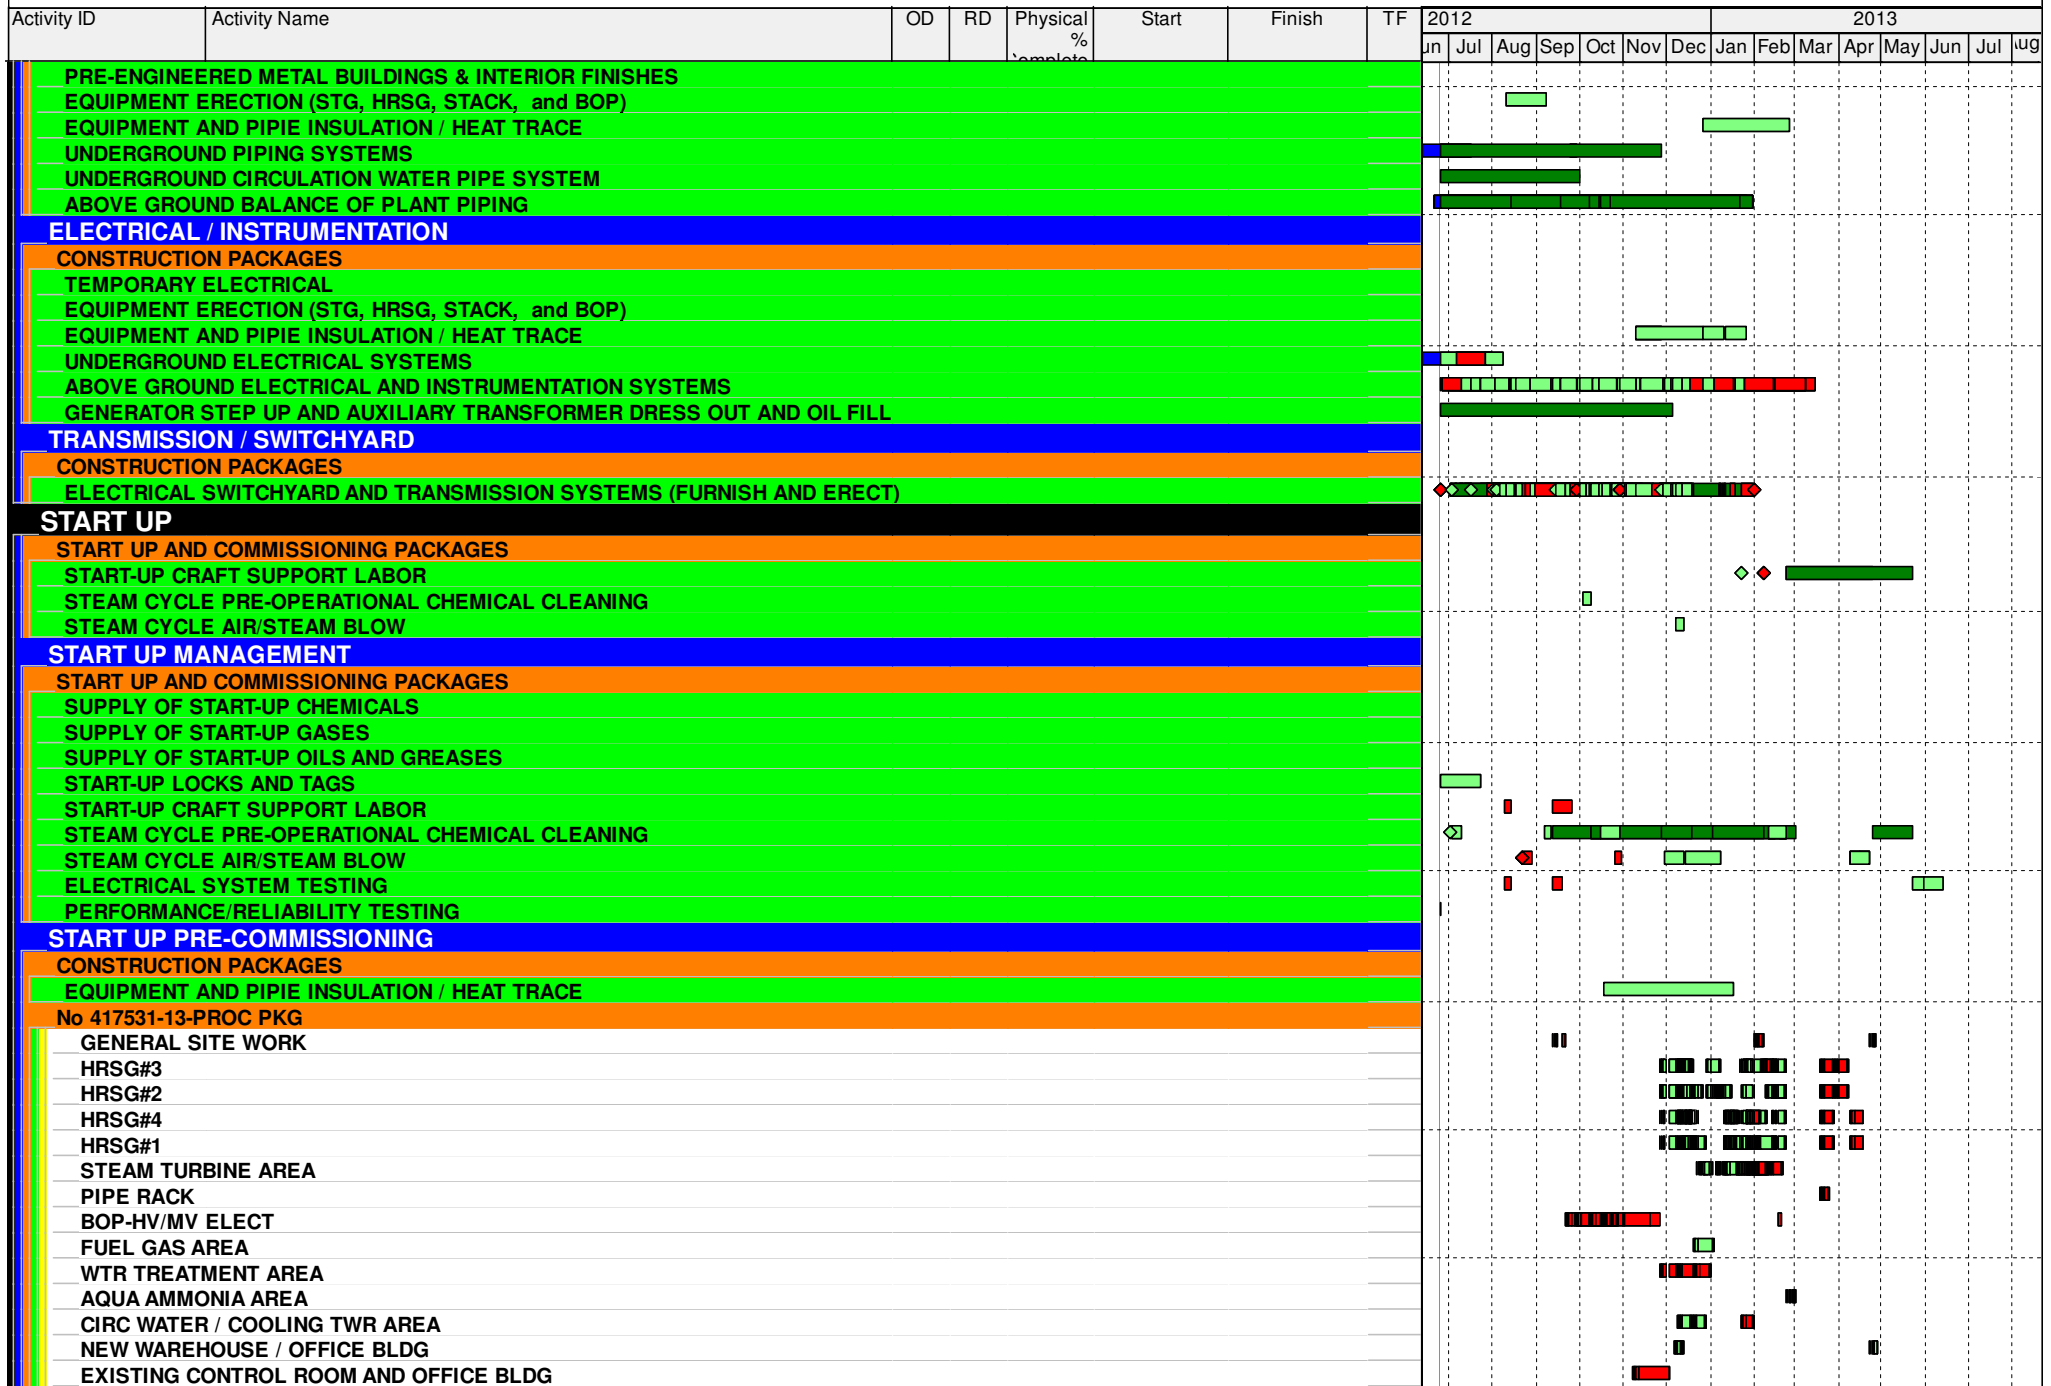 Activity ID Activity Name OD RD Physical Start Finish TF 2012 2013
%
Jul Aug Sep Oct Nov Dec Jan Feb Mar Apr May Jun Jul
PRE-ENGINEERED METAL BUILDINGS & INTERIOR FINISHES
EQUIPMENT ERECTION (STG, HRSG, STACK, and BOP)
EQUIPMENT AND PIPIE INSULATION / HEAT TRACE
UNDERGROUND PIPING SYSTEMS
UNDERGROUND CIRCULATION WATER PIPE SYSTEM
ABOVE GROUND BALANCE OF PLANT PIPING
ELECTRICAL / INSTRUMENTATION
CONSTRUCTION PACKAGES
TEMPORARY ELECTRICAL
EQUIPMENT ERECTION (STG, HRSG, STACK, and BOP)
EQUIPMENT AND PIPIE INSULATION / HEAT TRACE
UNDERGROUND ELECTRICAL SYSTEMS
ABOVE GROUND ELECTRICAL AND INSTRUMENTATION SYSTEMS
GENERATOR STEP UP AND AUXILIARY TRANSFORMER DRESS OUT AND OIL FILL
TRANSMISSION / SWITCHYARD
CONSTRUCTION PACKAGES
ELECTRICAL SWITCHYARD AND TRANSMISSION SYSTEMS (FURNISH AND ERECT)
START UP
START UP AND COMMISSIONING PACKAGES
START-UP CRAFT SUPPORT LABOR
STEAM CYCLE PRE-OPERATIONAL CHEMICAL CLEANING
STEAM CYCLE AIR/STEAM BLOW
START UP MANAGEMENT
START UP AND COMMISSIONING PACKAGES
SUPPLY OF START-UP CHEMICALS
SUPPLY OF START-UP GASES
SUPPLY OF START-UP OILS AND GREASES
START-UP LOCKS AND TAGS
START-UP CRAFT SUPPORT LABOR
STEAM CYCLE PRE-OPERATIONAL CHEMICAL CLEANING
STEAM CYCLE AIR/STEAM BLOW
ELECTRICAL SYSTEM TESTING
PERFORMANCE/RELIABILITY TESTING
START UP PRE-COMMISSIONING
CONSTRUCTION PACKAGES
EQUIPMENT AND PIPIE INSULATION / HEAT TRACE
No 417531-13-PROC PKG
GENERAL SITE WORK
HRSG#3
HRSG#2
HRSG#4
HRSG#1
STEAM TURBINE AREA
PIPE RACK
BOP-HV/MV ELECT
FUEL GAS AREA
WTR TREATMENT AREA
AQUA AMMONIA AREA
CIRC WATER / COOLING TWR AREA
NEW WAREHOUSE / OFFICE BLDG
EXISTING CONTROL ROOM AND OFFICE BLDG